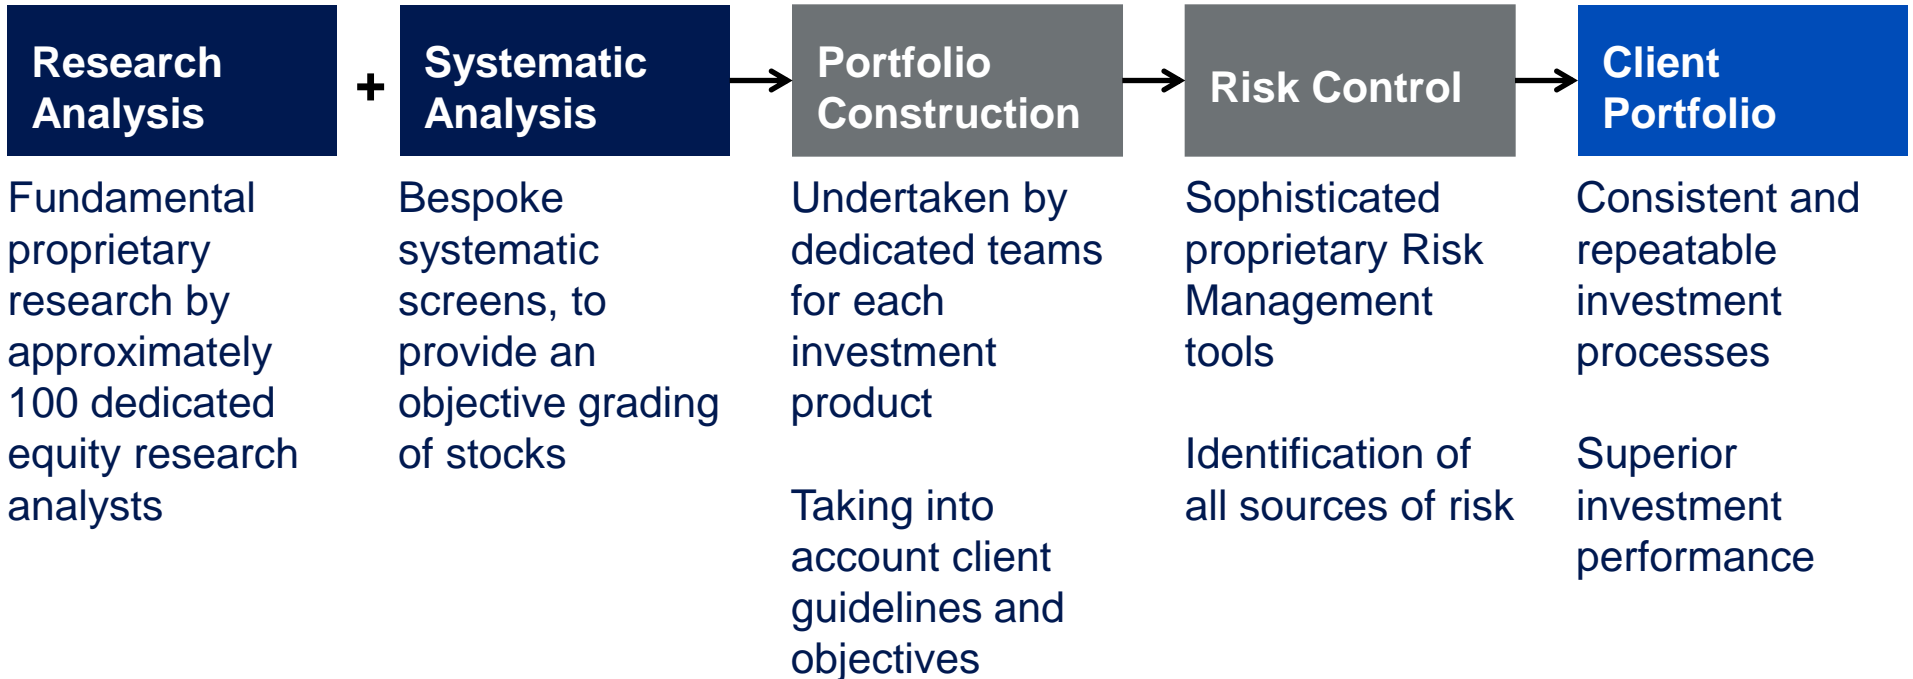 Research
Analysis
+
Systematic
Analysis
Portfolio
Construction
Risk Control
Client
Portfolio
Fundamental
proprietary
research by
approximately
100 dedicated
equity research
analysts
Bespoke
systematic
screens, to
provide an
objective grading
of stocks
Undertaken by
dedicated teams
for each
investment
product
Taking into
account client
guidelines and
objectives
Sophisticated
proprietary Risk
Management
tools
Identification of
all sources of risk
Consistent and
repeatable
investment
processes
Superior
investment
performance